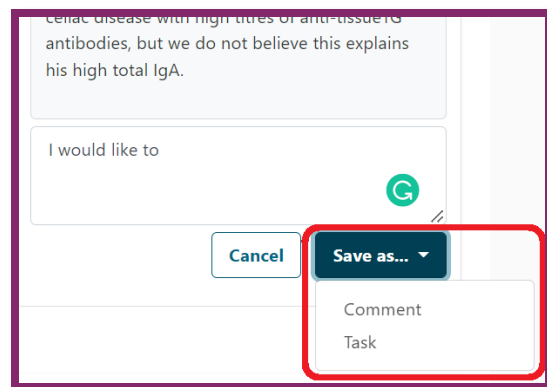 celiac disease with high titres of anti-tissueTG
antibodies, but we do not believe this explains
his high total IgA.
I would like to
Cancel
Save as...
Comment
Task